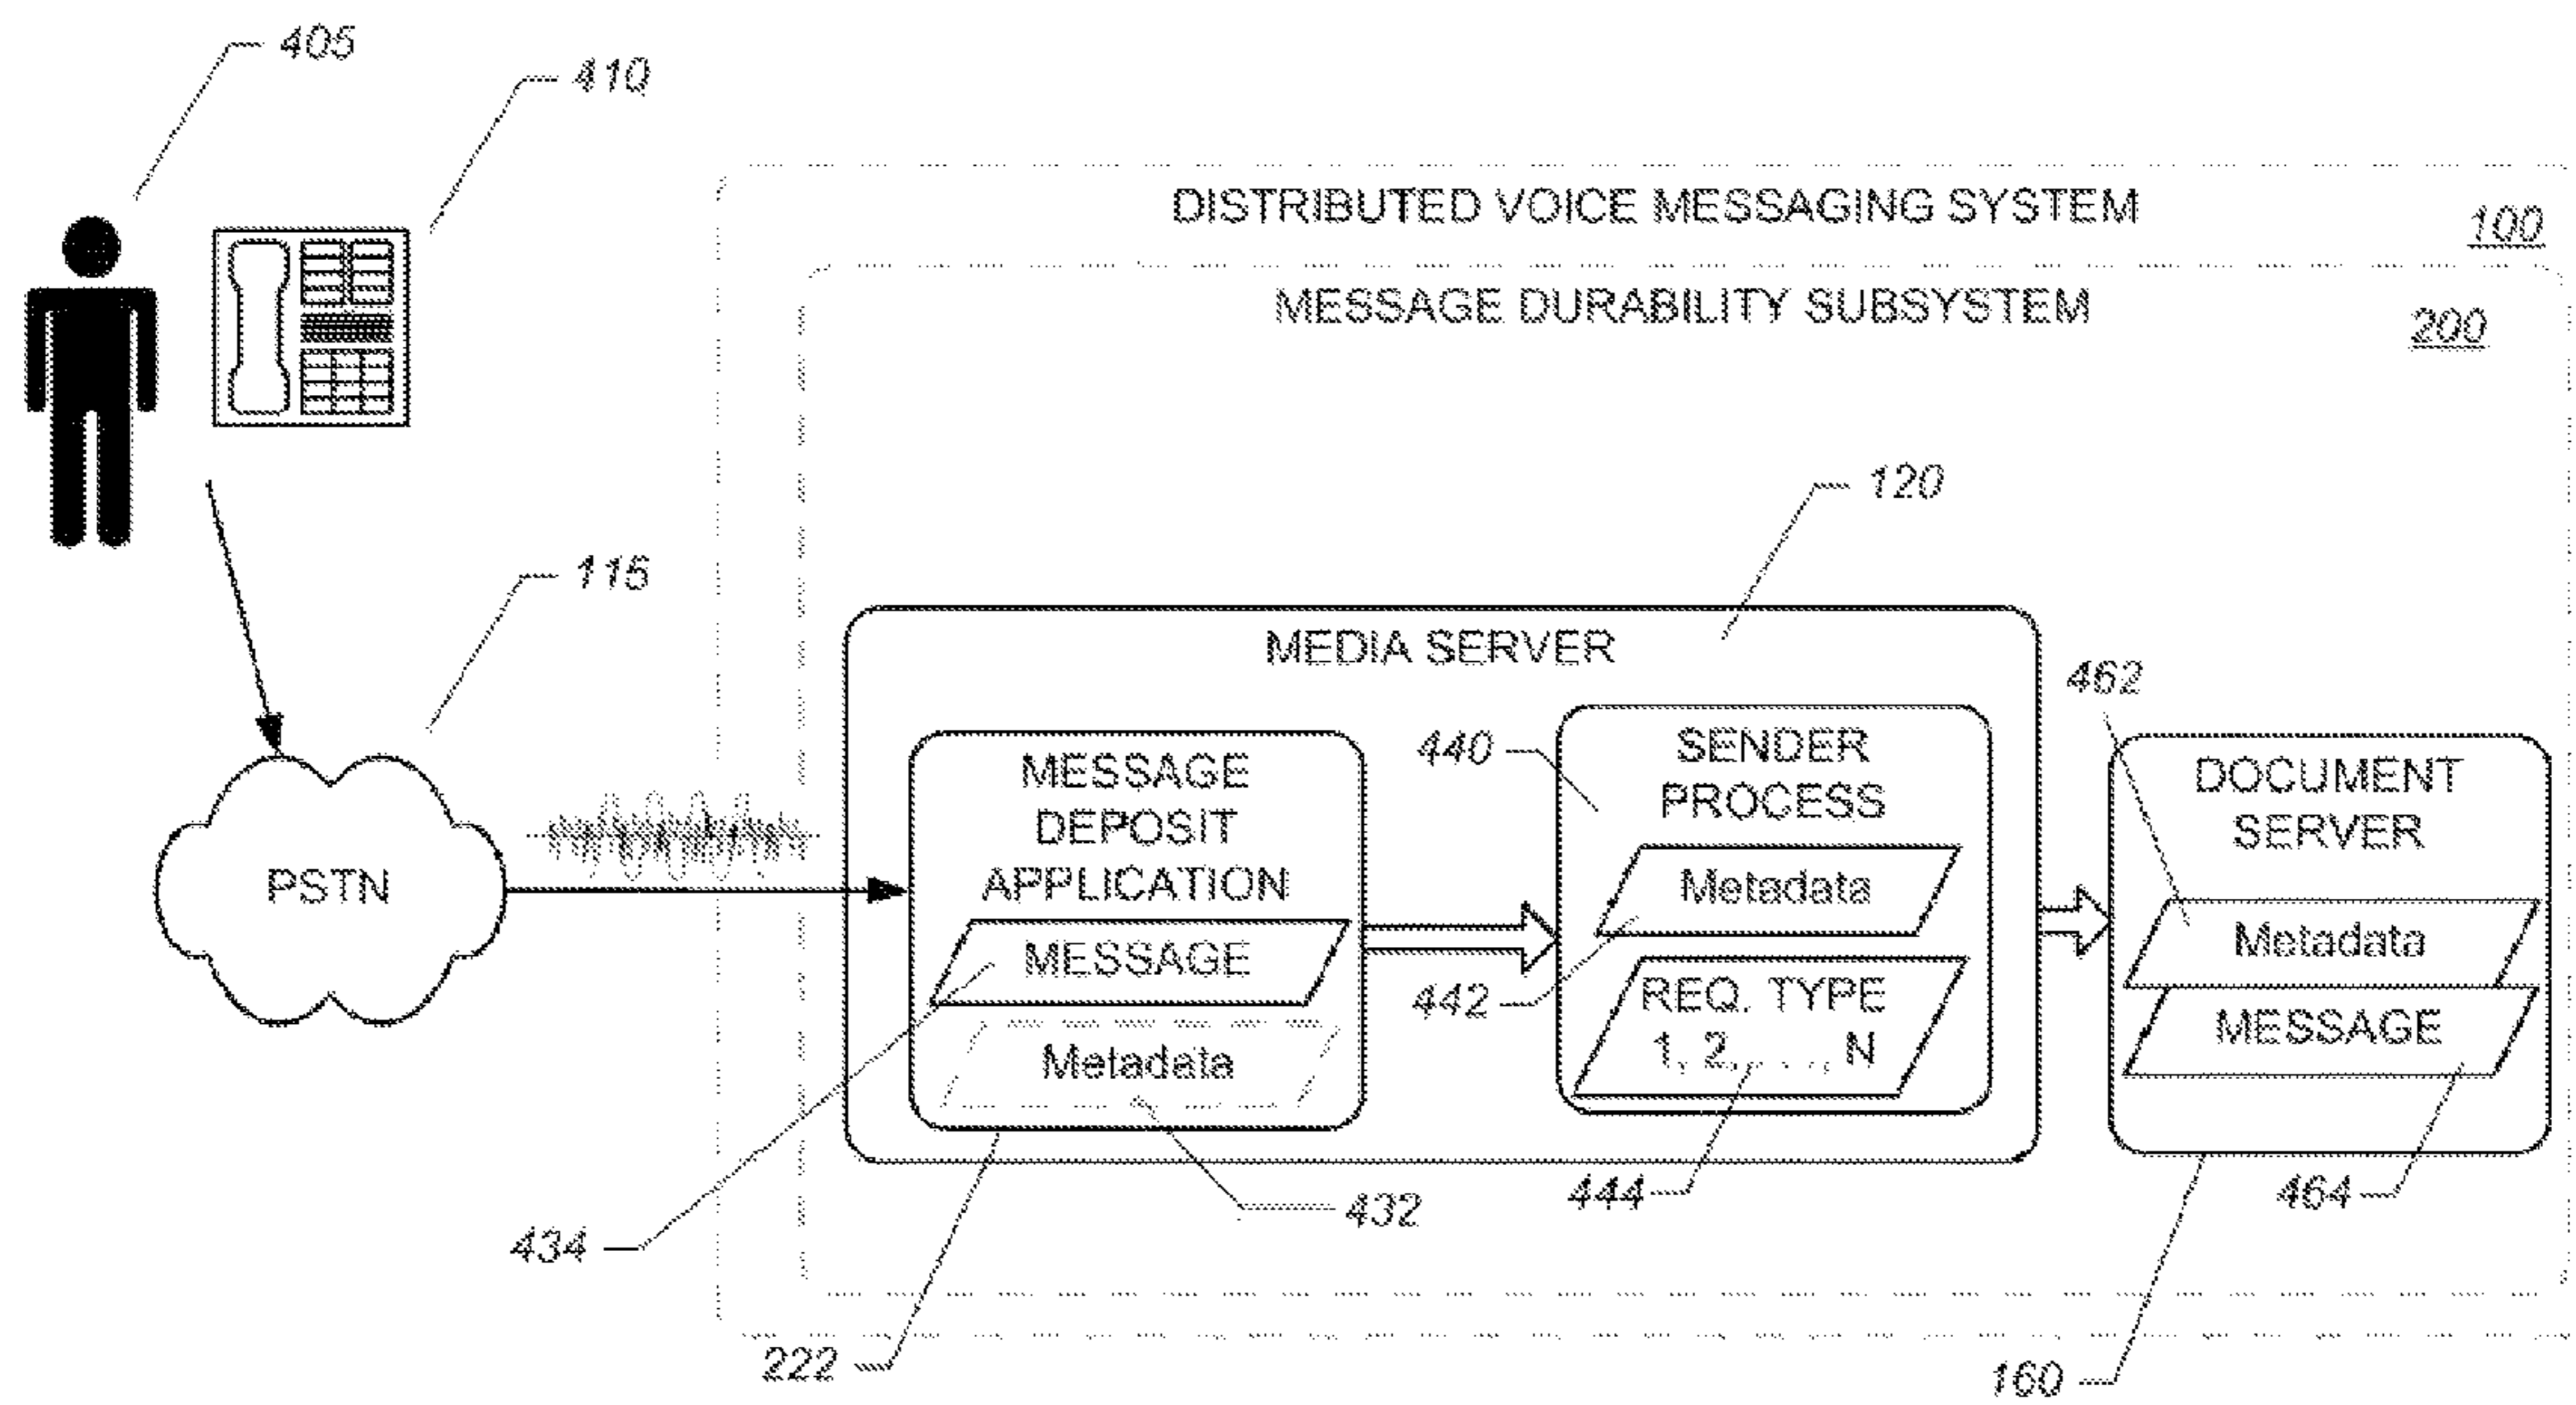 405
410
DISTRIBUTED VOICE MESSAGING SYSTEM
100
MESSAGE DURABILITY SUBSYSTEM
200
120
115
MEDIA SERVER
462
440
SENDER
PROCESS
MESSAGE
DEPOSIT
APPLICATION
DOCUMENT
SERVER
PSTN
Metadata
Metadata
MESSAGE
442
REQ. TYPE
1, 2, . . . , N
MESSAGE
Metadata
444
464
432
434
222
160